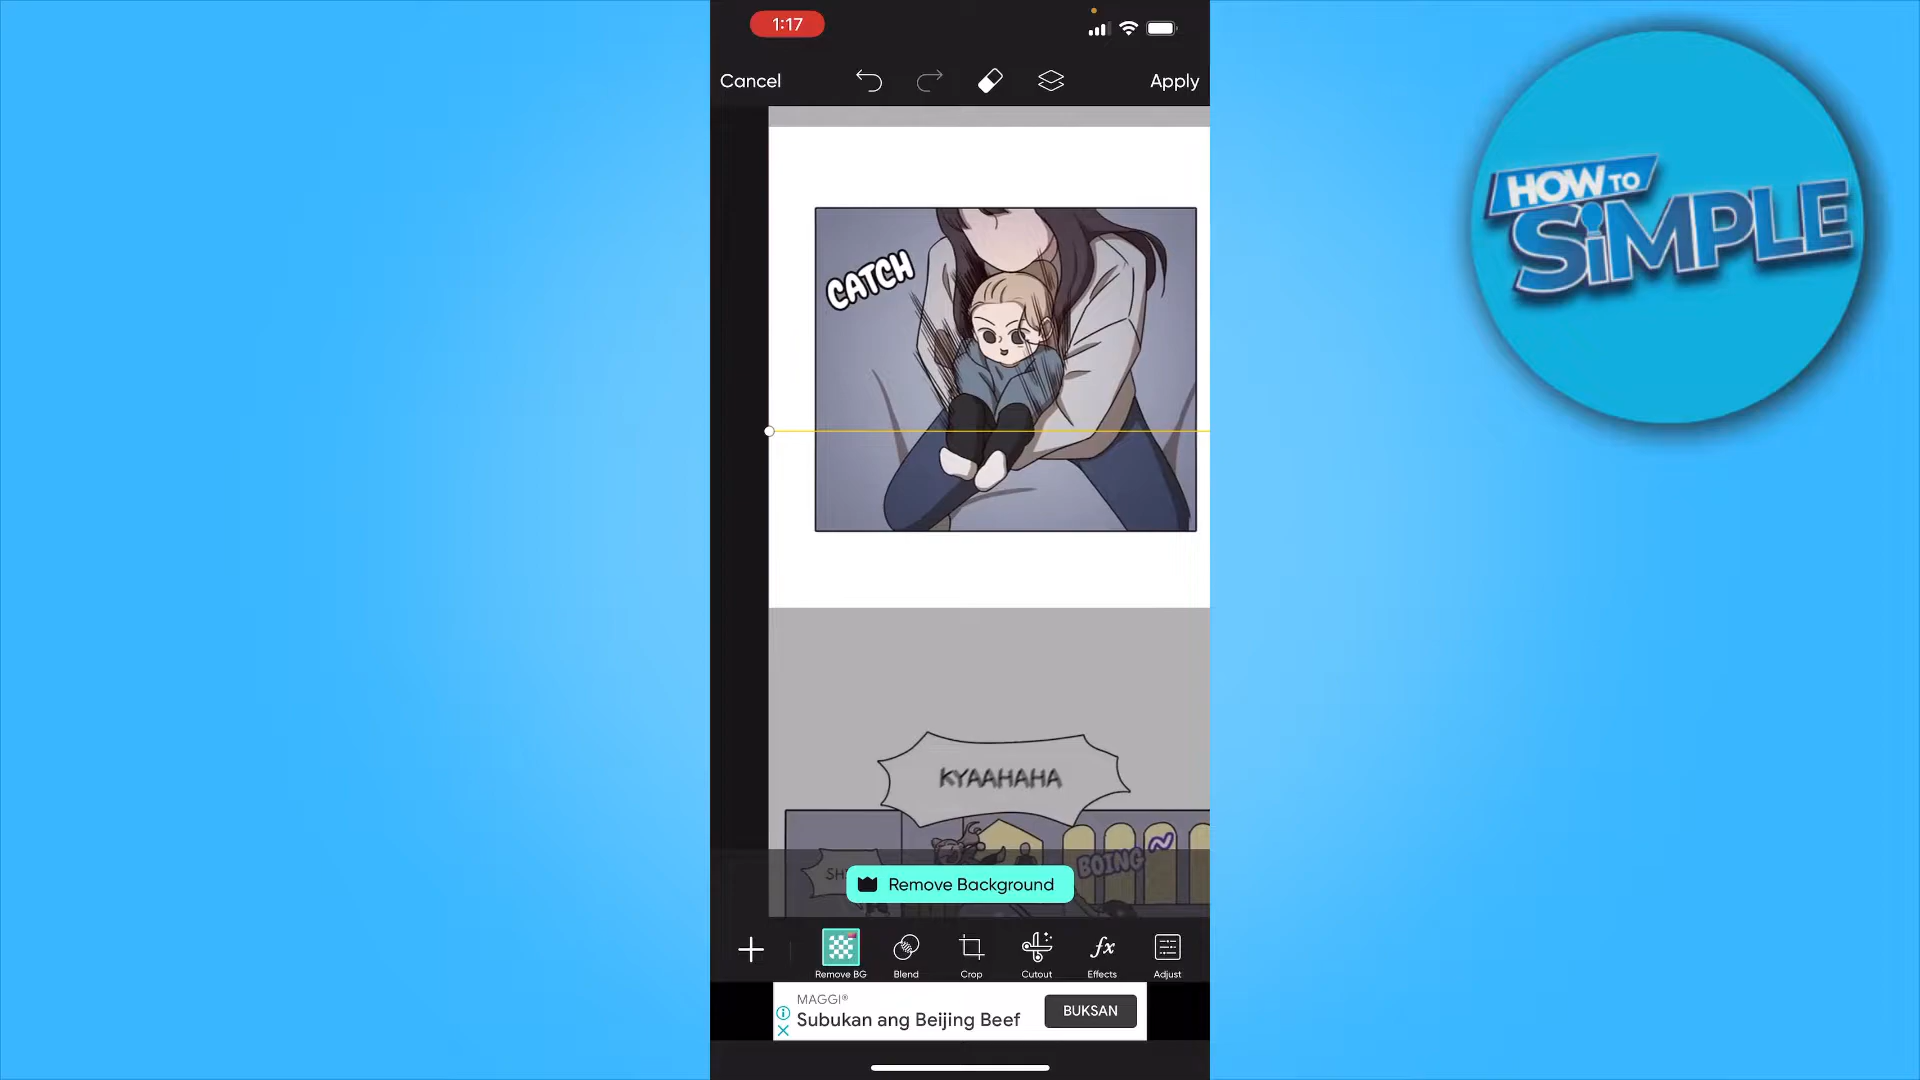 1:17
Cancel
Apply
HOW TO
SiMPLE
CATCH
KYAAHAHA
BOING
Remove Background
Remove BG
Blend
Crop
Cutout
fx
Effects
Adjust
MAGGI®
Subukan ang Beijing Beef
BUKSAN